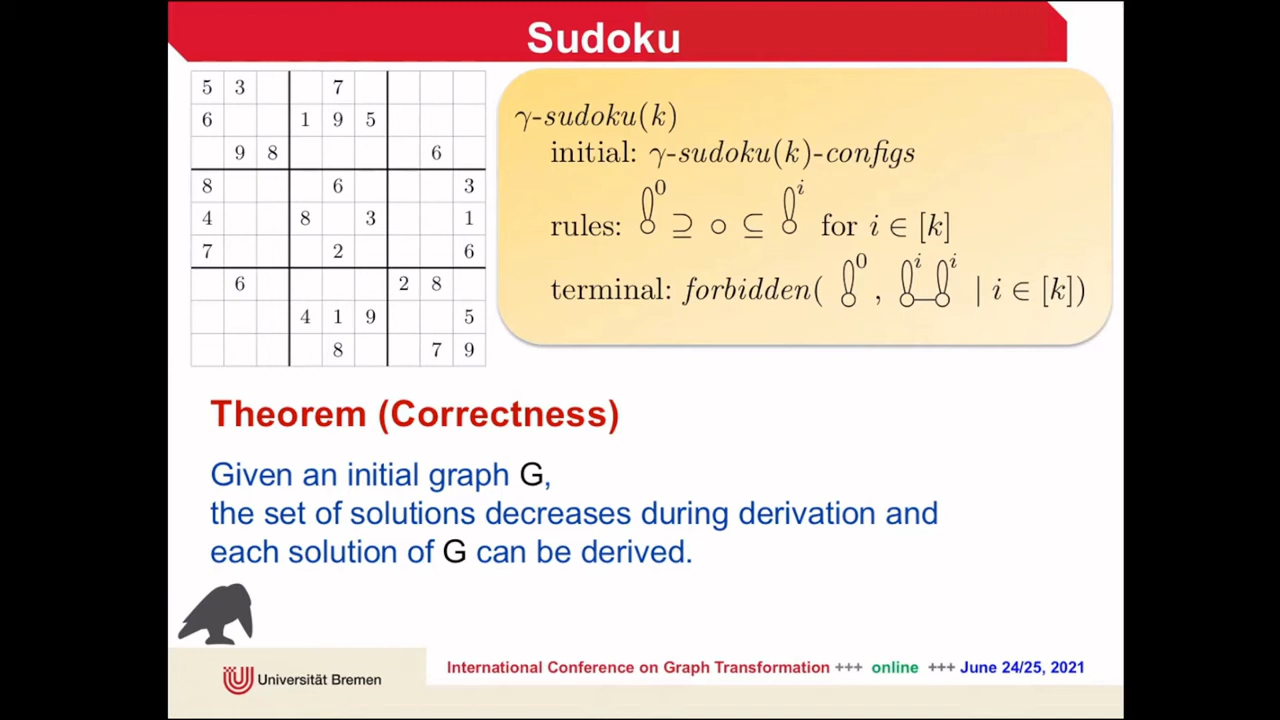 Sudoku
5 3 7
6 1 9 5
9 8 6
8 6 3
4 8 3 1
7 2 6
6 2 8
4 1 9 5
8 7 9
γ-sudoku(k)
initial: γ-sudoku(k)-configs
rules: 0 ⊇ ○ ⊆ i for i ∈ [k]
terminal: forbidden( 0 , i i | i ∈ [k])
Theorem (Correctness)
Given an initial graph G,
the set of solutions decreases during derivation and
each solution of G can be derived.
International Conference on Graph Transformation +++ online +++ June 24/25, 2021
Universität Bremen